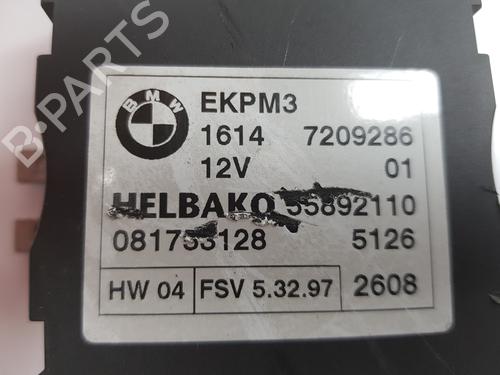 BMW
EKPM3
1614 7209286
12V 01
HELBAKO 55892110
081753128 5126
HW 04 FSV 5.32.97 2608
B-PARTS